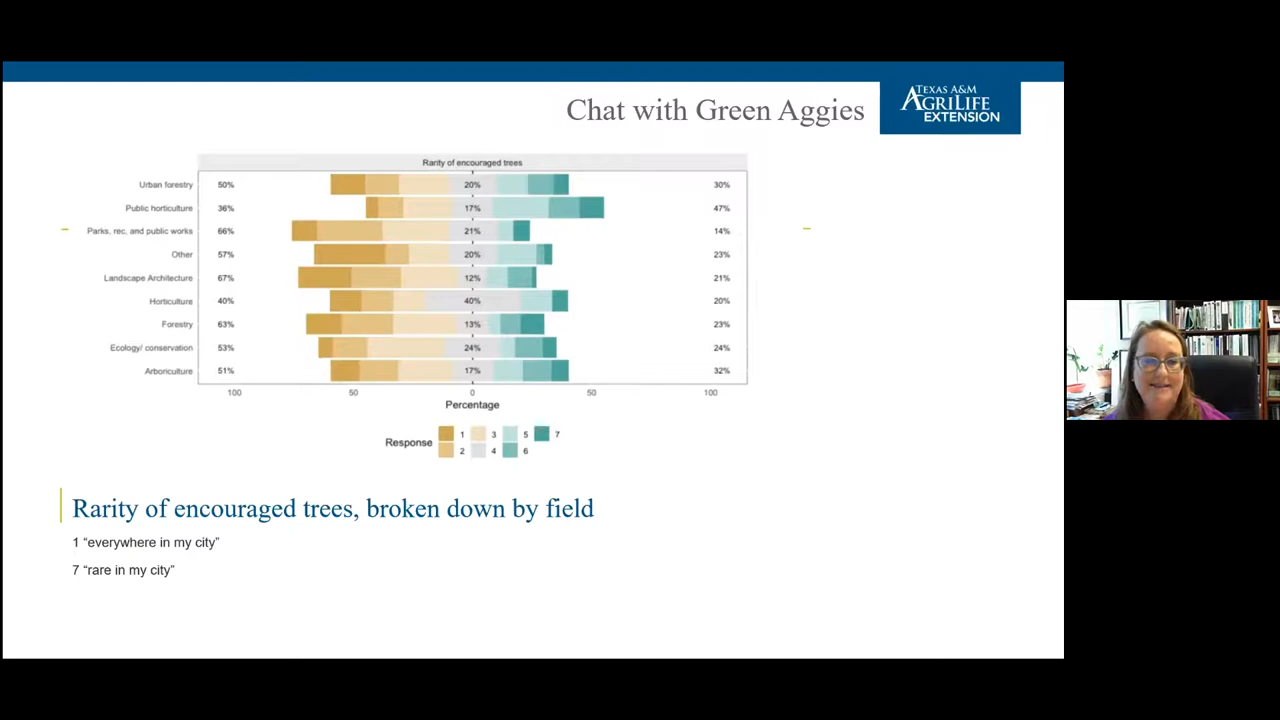 Chat with Green Aggies
TEXAS A&M
AGRILIFE
EXTENSION
Rarity of encouraged trees
Urban forestry 50% 20% 30%
Public horticulture 36% 17% 47%
Parks, rec, and public works 66% 21% 14%
Other 57% 20% 23%
Landscape Architecture 67% 12% 21%
Horticulture 40% 40% 20%
Forestry 63% 13% 23%
Ecology/ conservation 53% 24% 24%
Arboriculture 51% 17% 32%
100 50 0 50 100
Percentage
Response 1 3 5 7
2 4 6
Rarity of encouraged trees, broken down by field
1 “everywhere in my city”
7 “rare in my city”